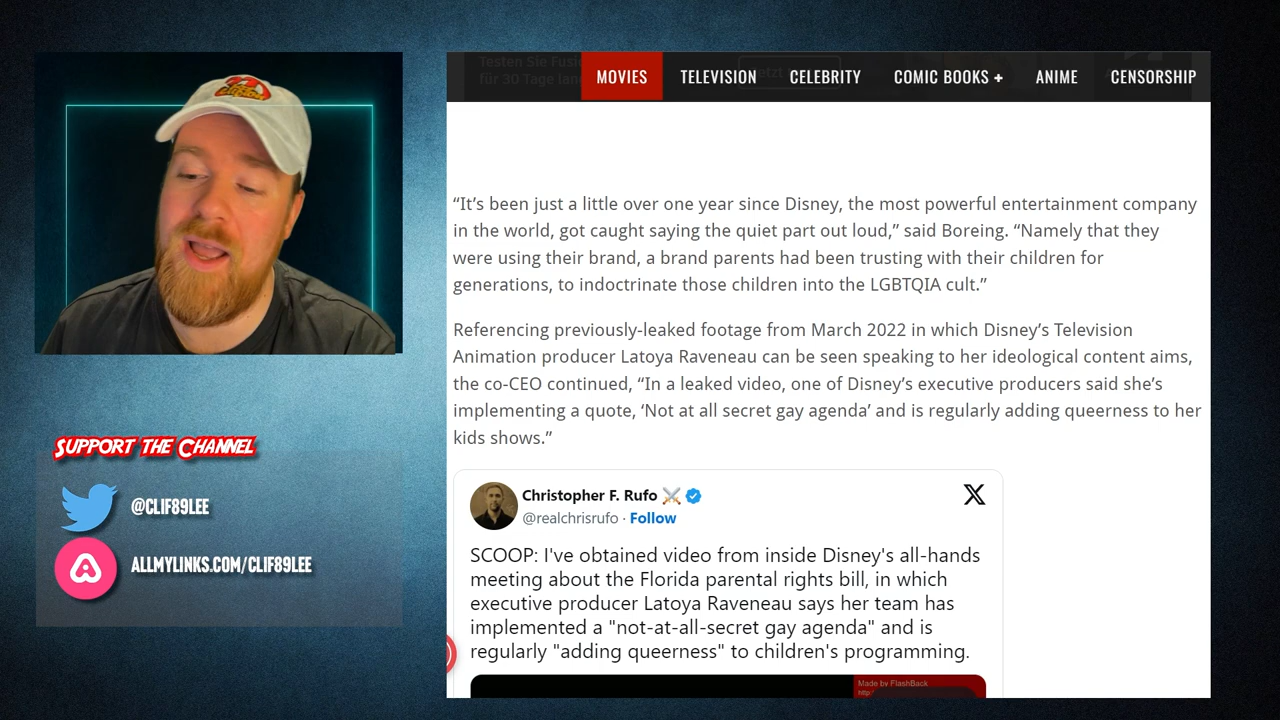 Testen Sie Fusi
für 30 Tage
MOVIES TELEVISION CELEBRITY COMIC BOOKS + ANIME CENSORSHIP
“It’s been just a little over one year since Disney, the most powerful entertainment company
in the world, got caught saying the quiet part out loud,” said Boreing. “Namely that they
were using their brand, a brand parents had been trusting with their children for
generations, to indoctrinate those children into the LGBTQIA cult.”
Referencing previously-leaked footage from March 2022 in which Disney’s Television
Animation producer Latoya Raveneau can be seen speaking to her ideological content aims,
the co-CEO continued, “In a leaked video, one of Disney’s executive producers said she’s
implementing a quote, ‘Not at all secret gay agenda’ and is regularly adding queerness to her
kids shows.”
SUPPORT THE CHANNEL
@CLIF89LEE
ALLMYLINKS.COM/CLIF89LEE
Christopher F. Rufo
@realchrisrufo · Follow
SCOOP: I've obtained video from inside Disney's all-hands
meeting about the Florida parental rights bill, in which
executive producer Latoya Raveneau says her team has
implemented a "not-at-all-secret gay agenda" and is
regularly "adding queerness" to children's programming.
Made by FlashBack